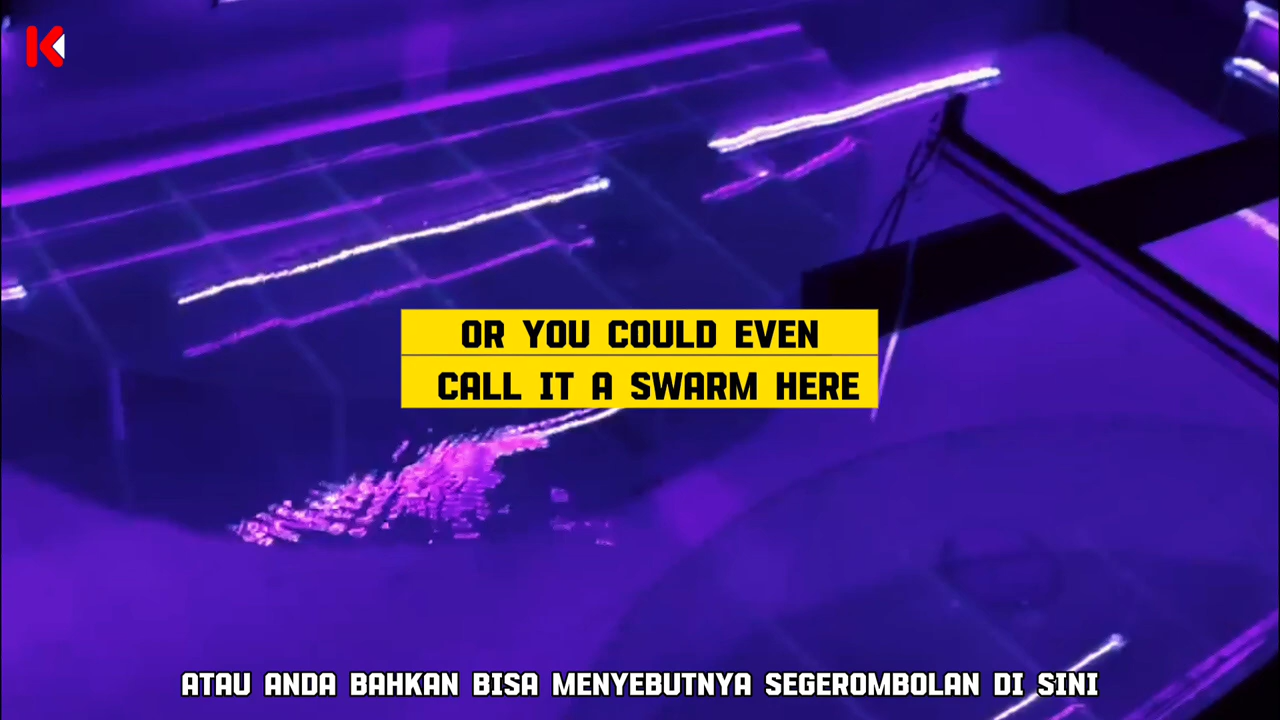 K
OR YOU COULD EVEN
CALL IT A SWARM HERE
ATAU ANDA BAHKAN BISA MENYEBUTNYA SEGEROMBOLAN DI SINI